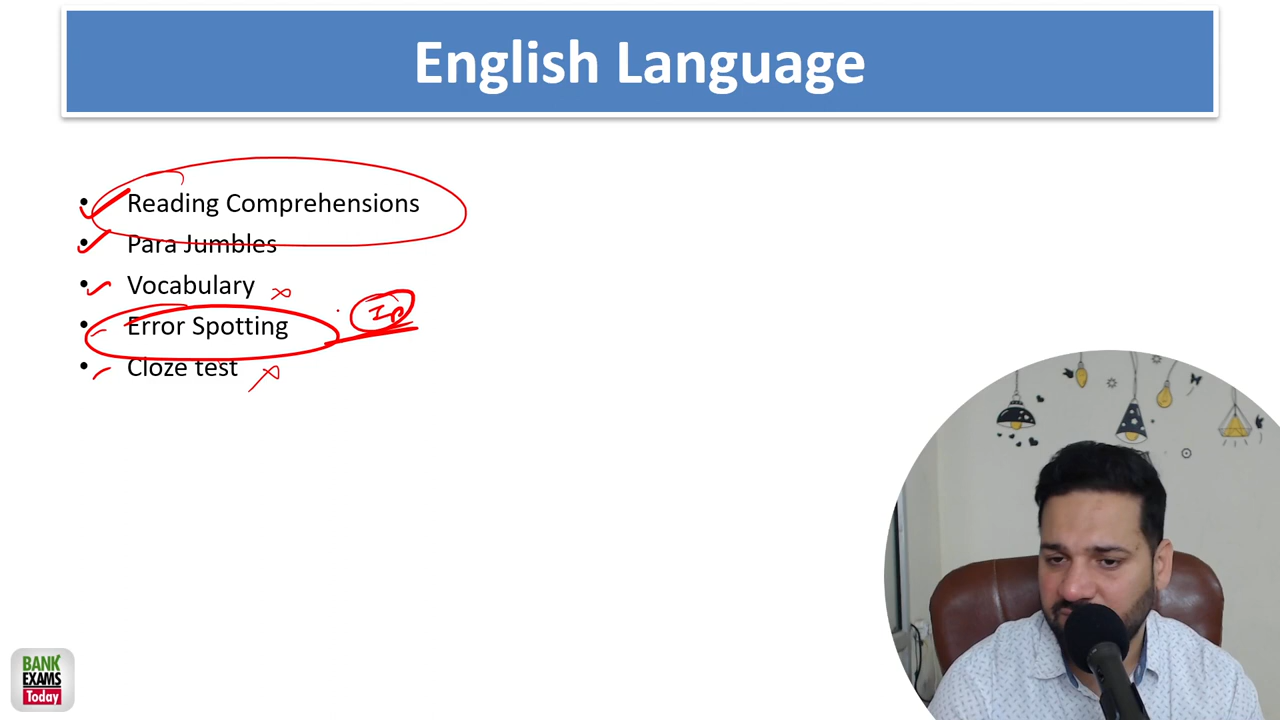 English Language
• Reading Comprehensions
• Para Jumbles
• Vocabulary
• Error Spotting
• Cloze test
BANK
EXAMS
Today